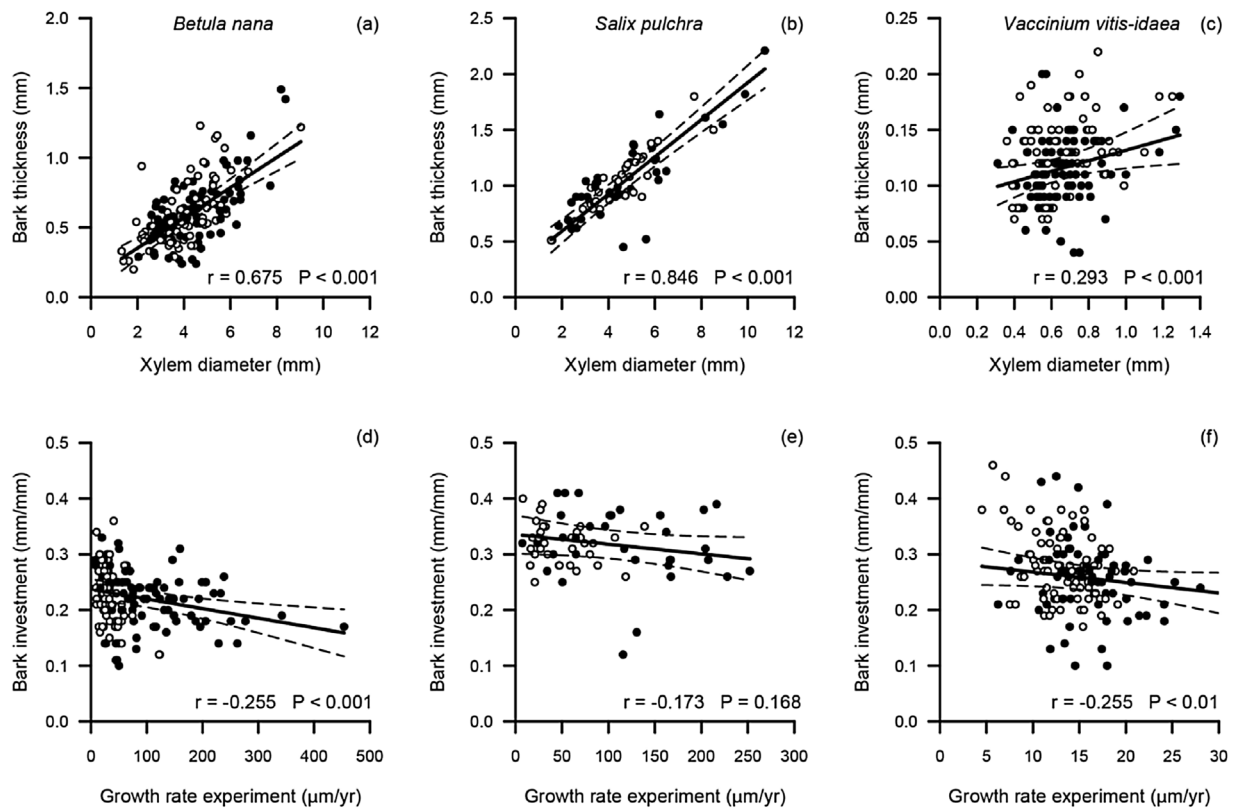 Betula nana (a)
Bark thickness (mm)
2.0
1.5
1.0
0.5
0.0
r = 0.675 P < 0.001
0 2 4 6 8 10 12
Xylem diameter (mm)
Salix pulchra (b)
Bark thickness (mm)
2.5
2.0
1.5
1.0
0.5
0.0
r = 0.846 P < 0.001
0 2 4 6 8 10 12
Xylem diameter (mm)
Vaccinium vitis-idaea (c)
Bark thickness (mm)
0.25
0.20
0.15
0.10
0.05
0.00
r = 0.293 P < 0.001
0.0 0.4 0.6 0.8 1.0 1.2 1.4
Xylem diameter (mm)
(d)
Bark investment (mm/mm)
0.5
0.4
0.3
0.2
0.1
0.0
r = -0.255 P < 0.001
0 100 200 300 400 500
Growth rate experiment (µm/yr)
(e)
Bark investment (mm/mm)
0.5
0.4
0.3
0.2
0.1
0.0
r = -0.173 P = 0.168
0 50 100 150 200 250 300
Growth rate experiment (µm/yr)
(f)
Bark investment (mm/mm)
0.5
0.4
0.3
0.2
0.1
0.0
r = -0.255 P < 0.01
5 10 15 20 25 30
Growth rate experiment (µm/yr)